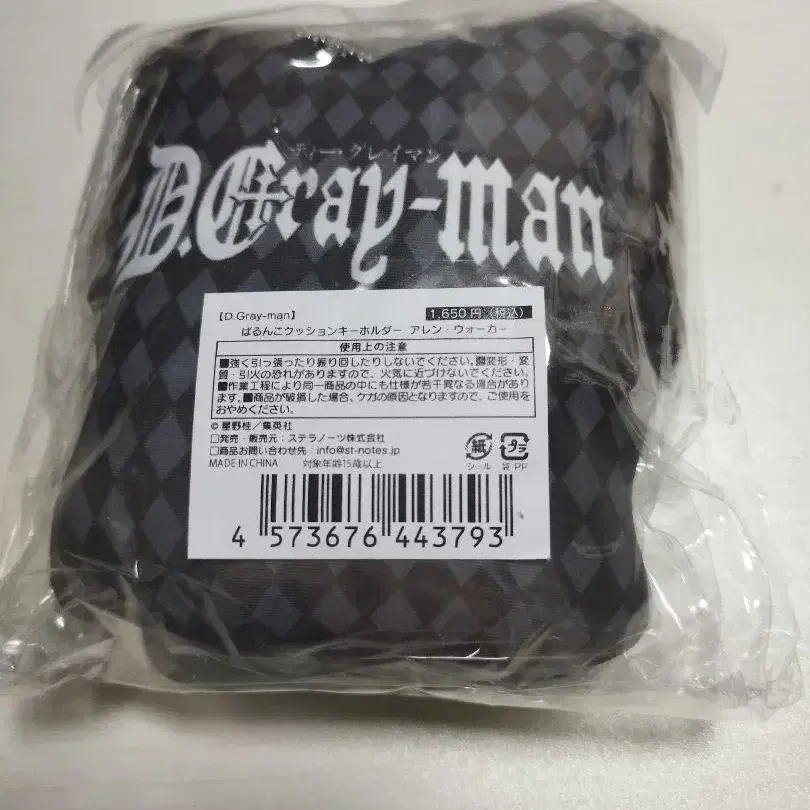 ディー・グレイマン
D.Gray-man
【D.Gray-man】 1,650円(税込)
ぱるんこクッションキーホルダー アレン・ウォーカー
使用上の注意
■強く引っ張ったり振り回したりしないでください。■変形・変
質・引火の恐れがありますので、火気に近づけないでください。
■作業工程により同一商品の中にも仕様が若干異なる場合があり
ます。■商品が破損した場合、ケガの原因となりますので、ご使用を
おやめください。
© 星野桂／集英社
□発売・販売元：ステラノーツ株式会社
□商品お問い合わせ先：info@st-notes.jp
MADE IN CHINA 対象年齢15歳以上
紙 プラ
シール 袋 PP
4 573676 443793